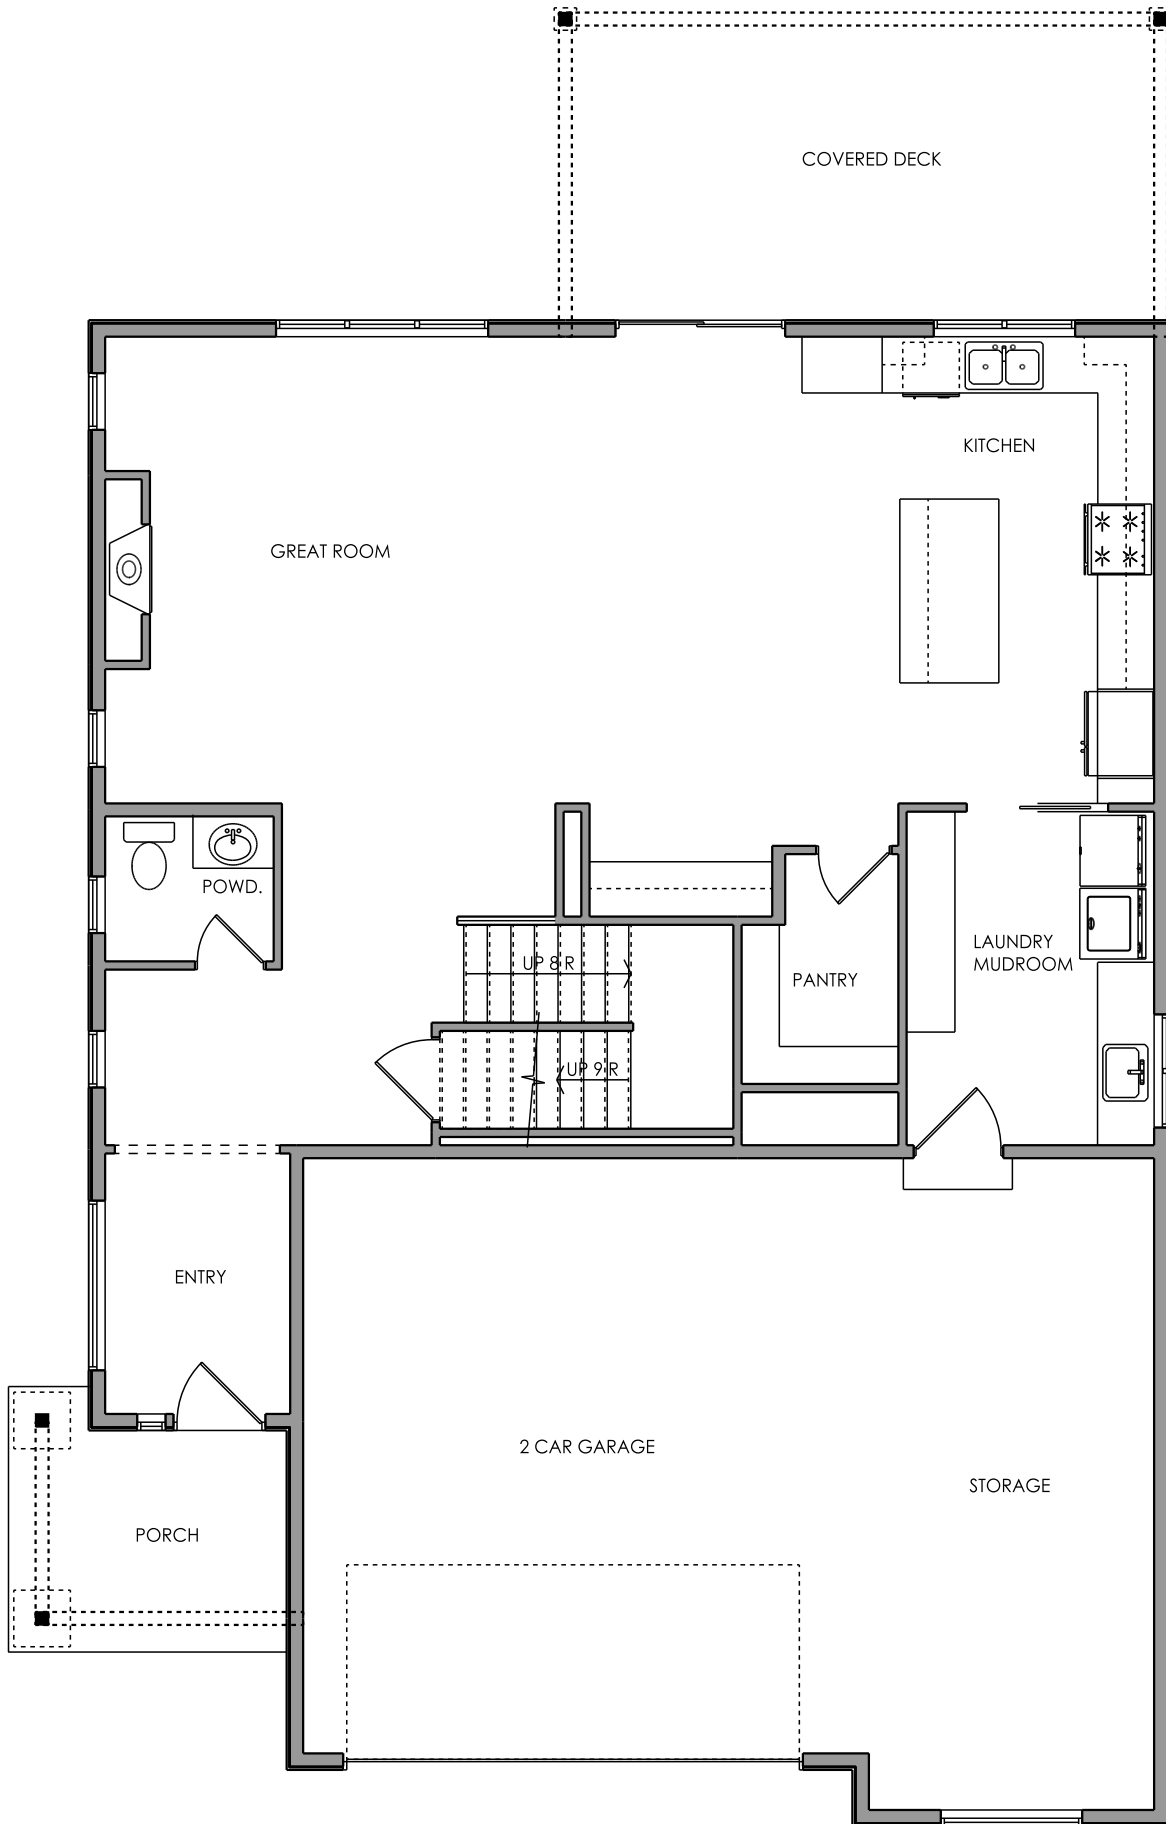 COVERED DECK
KITCHEN
GREAT ROOM
POWD.
LAUNDRY
MUDROOM
UP 8 R
PANTRY
UP 9 R
ENTRY
2 CAR GARAGE
STORAGE
PORCH